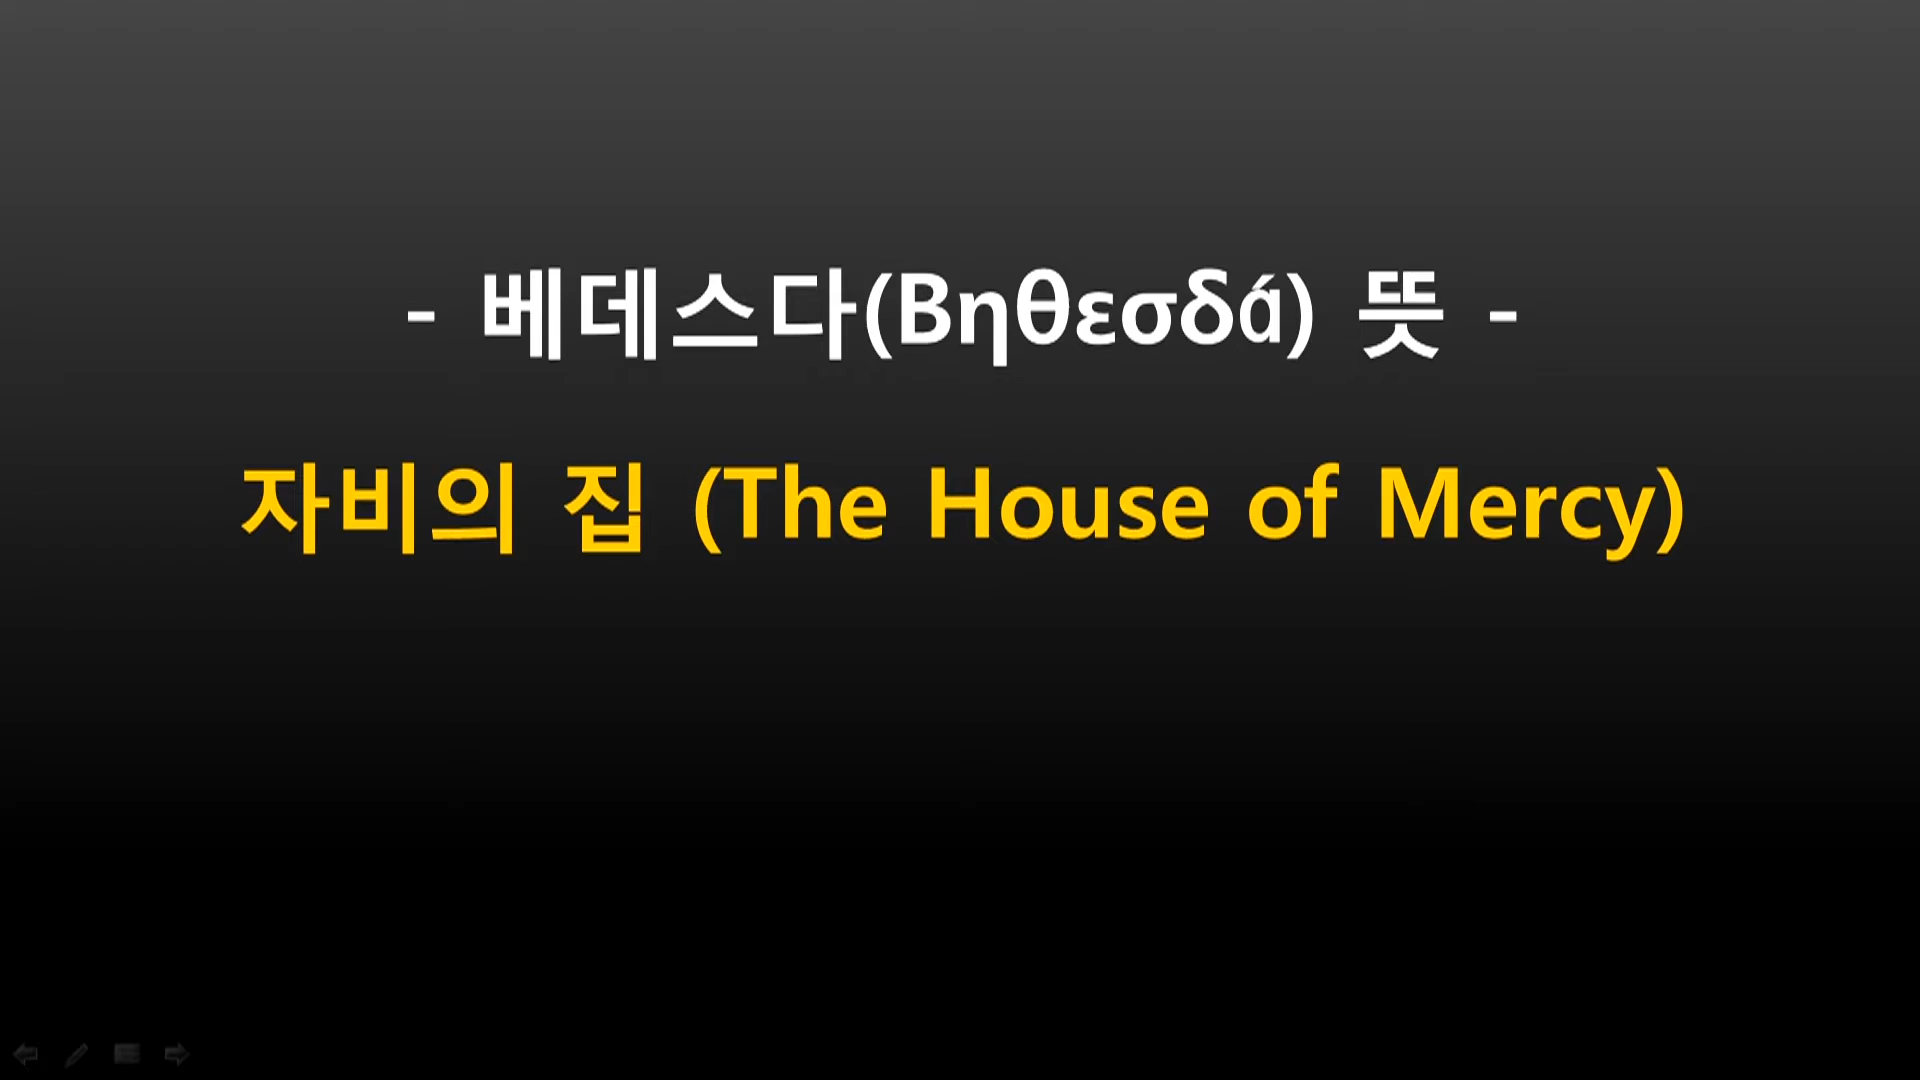 - 베데스다(Βηθεσδά) 뜻 -
자비의 집 (The House of Mercy)